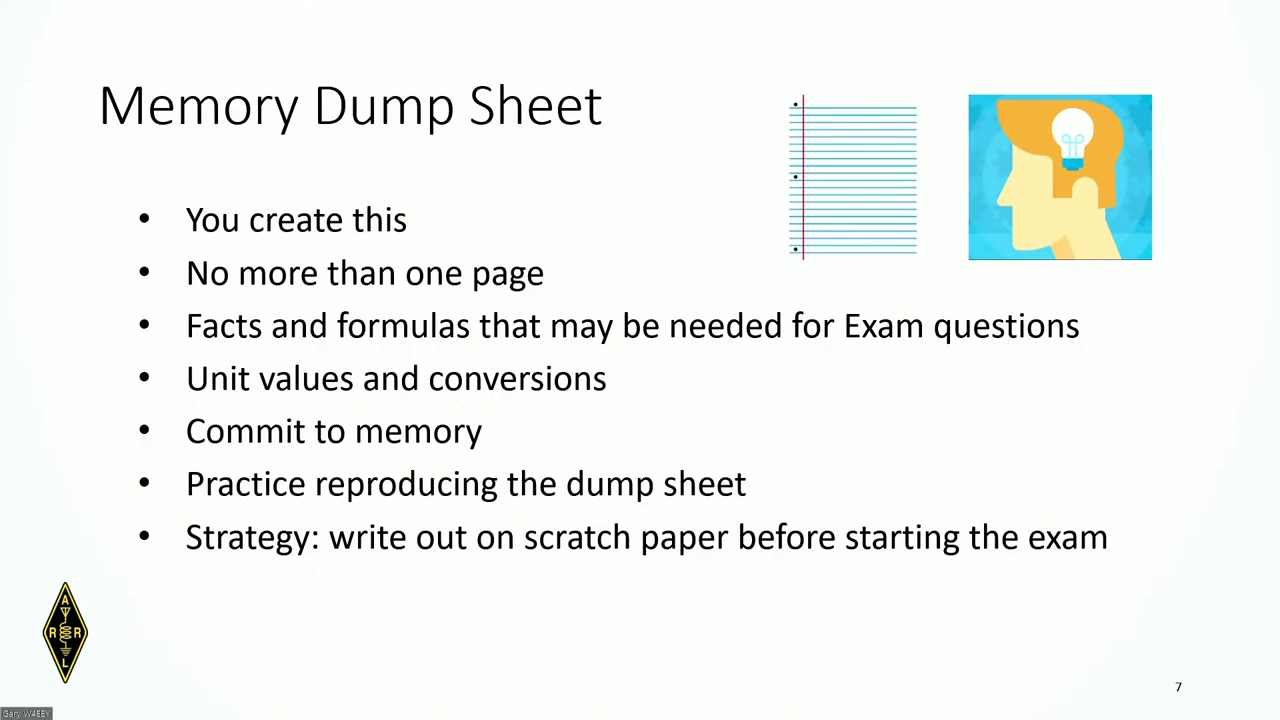 Memory Dump Sheet
• You create this
• No more than one page
• Facts and formulas that may be needed for Exam questions
• Unit values and conversions
• Commit to memory
• Practice reproducing the dump sheet
• Strategy: write out on scratch paper before starting the exam
A
R R
L
7
Gary W4EEY